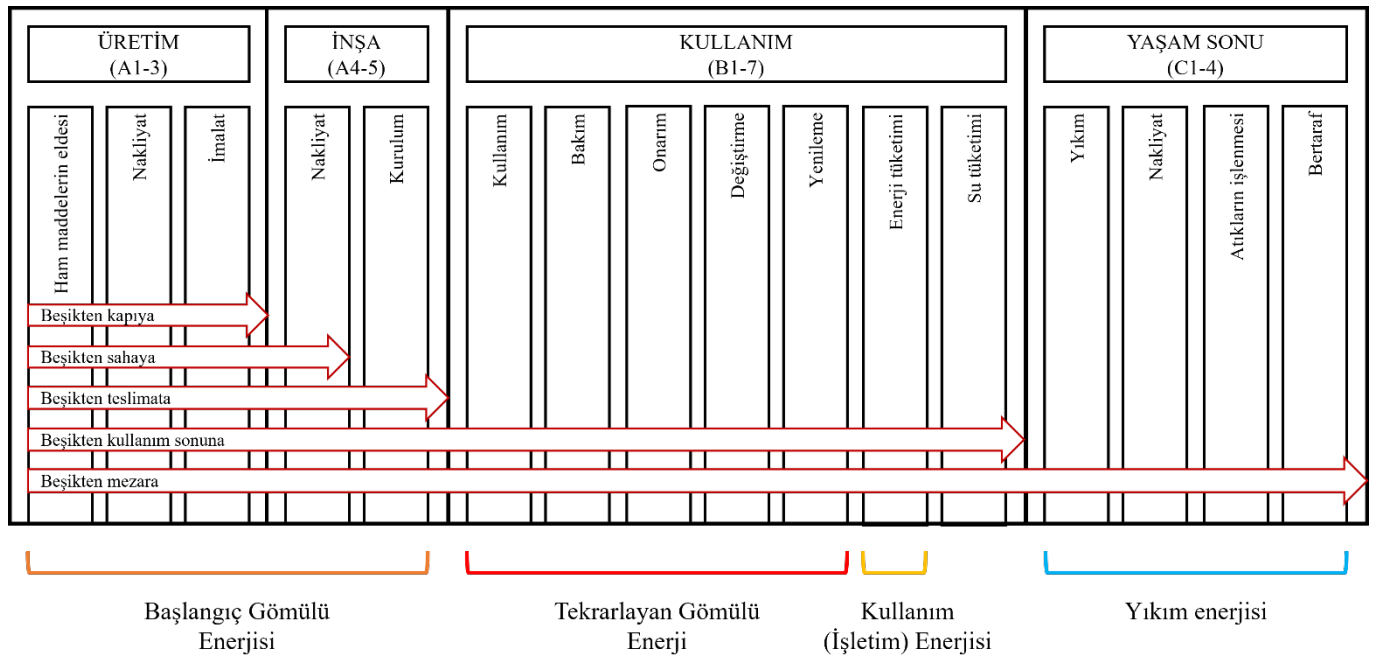 ÜRETİM
(A1-3)
İNŞA
(A4-5)
KULLANIM
(B1-7)
YAŞAM SONU
(C1-4)
Ham maddelerin eldesi
Nakliyat
İmalat
Nakliyat
Kurulum
Kullanım
Bakım
Onarım
Değiştirme
Yenileme
Enerji tüketimi
Su tüketimi
Yıkım
Nakliyat
Atıkların işlenmesi
Bertaraf
Beşikten kapıya
Beşikten sahaya
Beşikten teslimata
Beşikten kullanım sonuna
Beşikten mezara
Başlangıç Gömülü
Enerjisi
Tekrarlayan Gömülü
Enerji
Kullanım
(İşletim) Enerjisi
Yıkım enerjisi